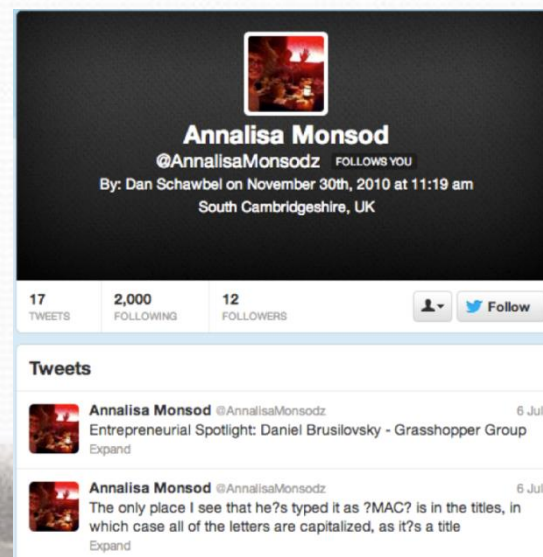 Annalisa Monsod
@AnnalisaMonsodz FOLLOWS YOU
By: Dan Schawbel on November 30th, 2010 at 11:19 am
South Cambridgeshire, UK
17 2,000 12
TWEETS FOLLOWING FOLLOWERS
Follow
Tweets
Annalisa Monsod @AnnalisaMonsodz 6 Jul
Entrepreneurial Spotlight: Daniel Brusilovsky - Grasshopper Group
Expand
Annalisa Monsod @AnnalisaMonsodz 6 Jul
The only place I see that he?s typed it as ?MAC? is in the titles, in
which case all of the letters are capitalized, as it?s a title
Expand